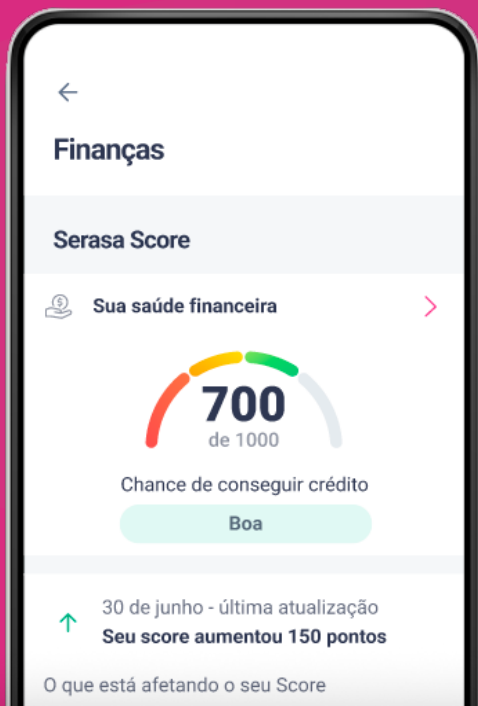 Finanças
Serasa Score
Sua saúde financeira
700
de 1000
Chance de conseguir crédito
Boa
30 de junho - última atualização
Seu score aumentou 150 pontos
O que está afetando o seu Score